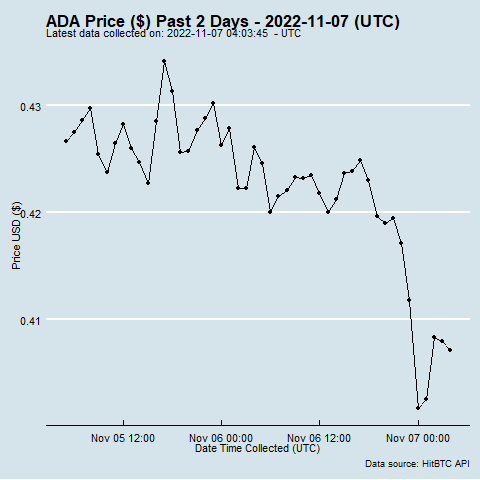 ADA Price ($) Past 2 Days - 2022-11-07 (UTC)
Latest data collected on: 2022-11-07 04:03:45 - UTC
0.43
0.42
0.41
Price USD ($)
Nov 05 12:00
Nov 06 00:00
Nov 06 12:00
Nov 07 00:00
Date Time Collected (UTC)
Data source: HitBTC API